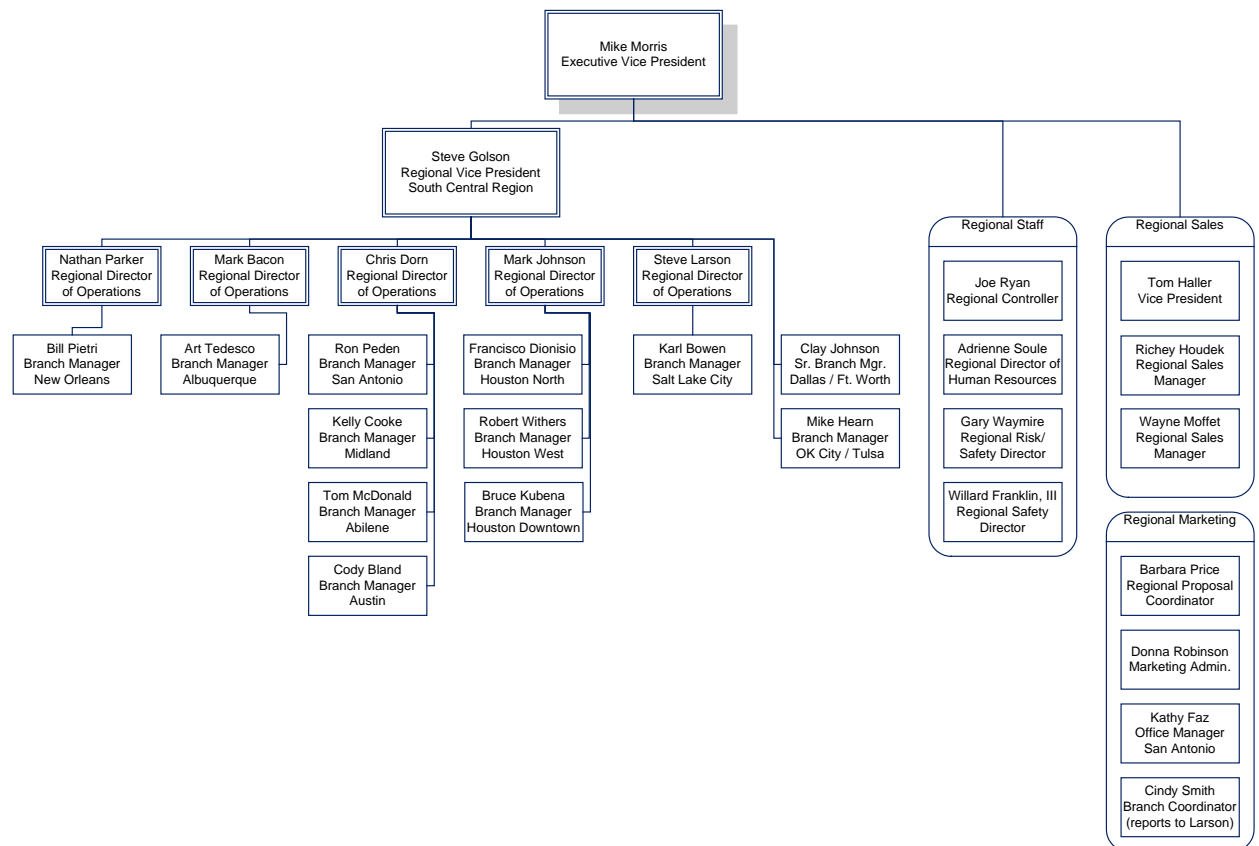 Mike Morris
Executive Vice President
Steve Golson
Regional Vice President
South Central Region
Nathan Parker
Regional Director
of Operations
Mark Bacon
Regional Director
of Operations
Chris Dorn
Regional Director
of Operations
Mark Johnson
Regional Director
of Operations
Steve Larson
Regional Director
of Operations
Bill Pietri
Branch Manager
New Orleans
Art Tedesco
Branch Manager
Albuquerque
Ron Peden
Branch Manager
San Antonio
Kelly Cooke
Branch Manager
Midland
Tom McDonald
Branch Manager
Abilene
Cody Bland
Branch Manager
Austin
Francisco Dionisio
Branch Manager
Houston North
Robert Withers
Branch Manager
Houston West
Bruce Kubena
Branch Manager
Houston Downtown
Karl Bowen
Branch Manager
Salt Lake City
Clay Johnson
Sr. Branch Mgr.
Dallas / Ft. Worth
Mike Hearn
Branch Manager
OK City / Tulsa
Regional Staff
Joe Ryan
Regional Controller
Adrienne Soule
Regional Director of
Human Resources
Gary Waymire
Regional Risk/
Safety Director
Willard Franklin, III
Regional Safety
Director
Regional Sales
Tom Haller
Vice President
Richey Houdek
Regional Sales
Manager
Wayne Moffet
Regional Sales
Manager
Regional Marketing
Barbara Price
Regional Proposal
Coordinator
Donna Robinson
Marketing Admin.
Kathy Faz
Office Manager
San Antonio
Cindy Smith
Branch Coordinator
(reports to Larson)